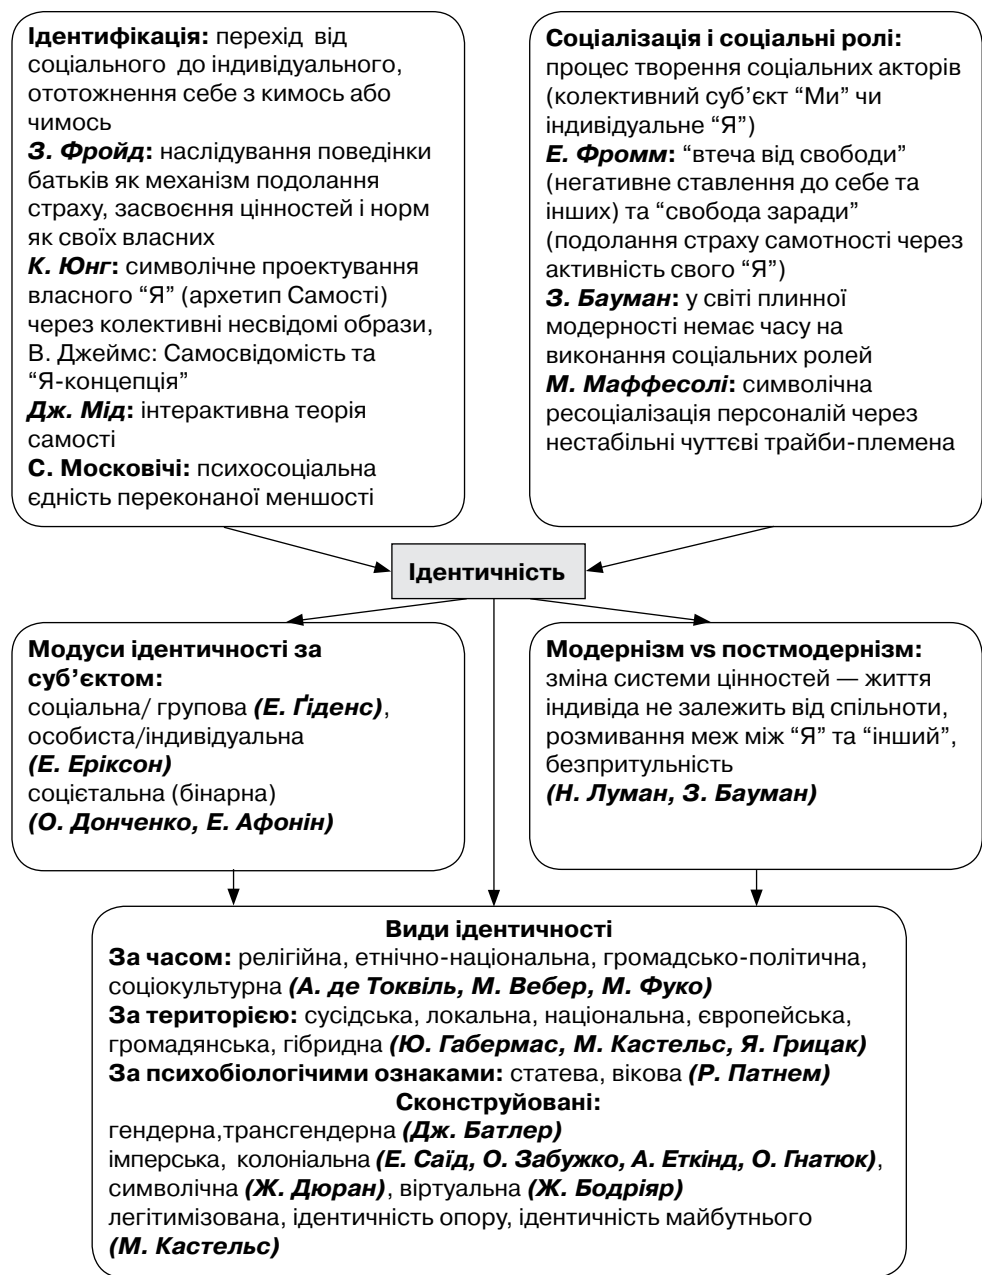 Ідентифікація: перехід від
соціального до індивідуального,
ототожнення себе з кимось або
чимось
З. Фройд: наслідування поведінки
батьків як механізм подолання
страху, засвоєння цінностей і норм
як своїх власних
К. Юнг: символічне проектування
власного “Я” (архетип Самості)
через колективні несвідомі образи,
В. Джеймс: Самосвідомість та
“Я-концепція”
Дж. Мід: інтерактивна теорія
самості
С. Московічі: психосоціальна
єдність переконаної меншості
Соціалізація і соціальні ролі:
процес творення соціальних акторів
(колективний суб’єкт “Ми” чи
індивідуальне “Я”)
Е. Фромм: “втеча від свободи”
(негативне ставлення до себе та
інших) та “свобода заради”
(подолання страху самотності через
активність свого “Я”)
З. Бауман: у світі плинної
модерності немає часу на
виконання соціальних ролей
М. Маффесолі: символічна
ресоціалізація персоналій через
нестабільні чуттєві трайби-племена
Ідентичність
Модуси ідентичності за
суб’єктом:
соціальна/ групова (Е. Ґіденс),
особиста/індивідуальна
(Е. Еріксон)
соцієтальна (бінарна)
(О. Донченко, Е. Афонін)
Модернізм vs постмодернізм:
зміна системи цінностей — життя
індивіда не залежить від спільноти,
розмивання меж між “Я” та “інший”,
безпритульність
(Н. Луман, З. Бауман)
Види ідентичності
За часом: релігійна, етнічно-національна, громадсько-політична,
соціокультурна (А. де Токвіль, М. Вебер, М. Фуко)
За територією: сусідська, локальна, національна, європейська,
громадянська, гібридна (Ю. Габермас, М. Кастельс, Я. Грицак)
За психобіологічими ознаками: статева, вікова (Р. Патнем)
Сконструйовані:
гендерна,трансгендерна (Дж. Батлер)
імперська, колоніальна (Е. Саїд, О. Забужко, А. Еткінд, О. Гнатюк),
символічна (Ж. Дюран), віртуальна (Ж. Бодріяр)
легітимізована, ідентичність опору, ідентичність майбутнього
(М. Кастельс)